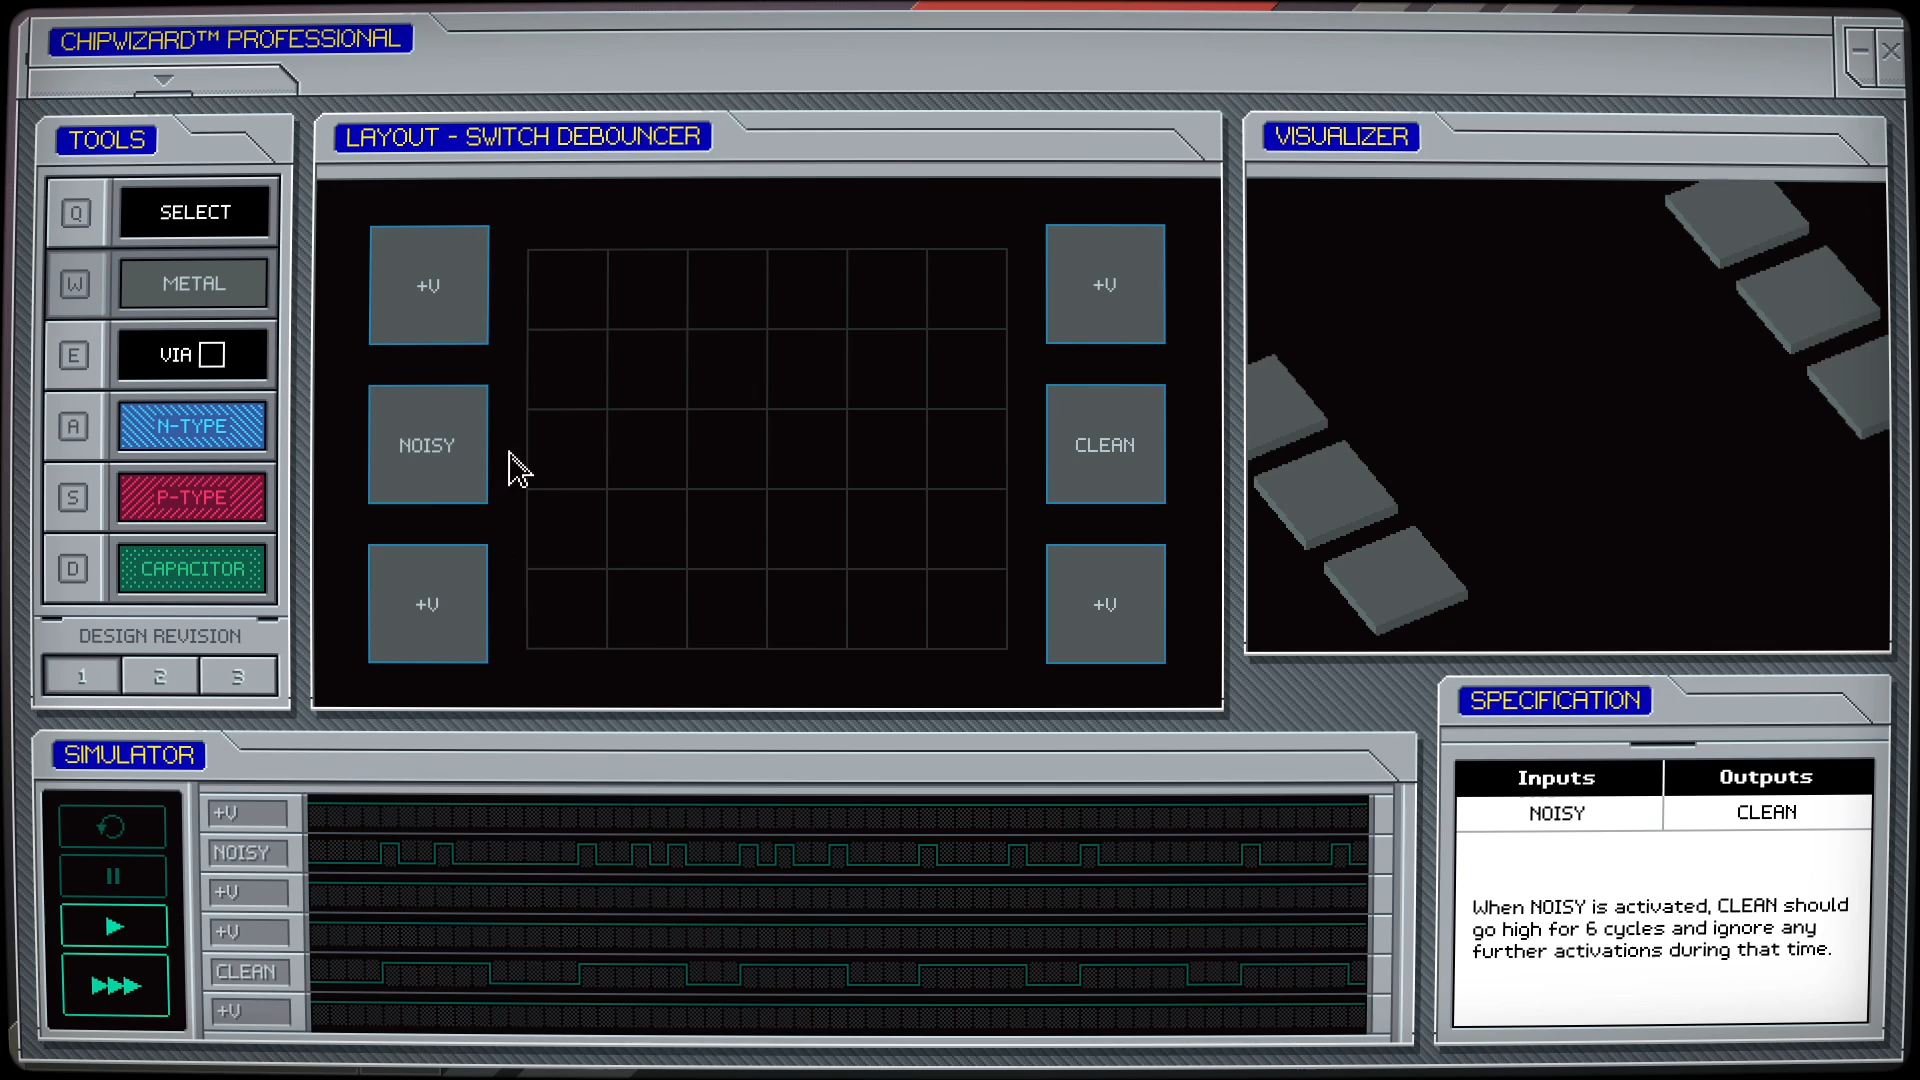 CHIPWIZARD™ PROFESSIONAL
TOOLS
Q SELECT
W METAL
E VIA
A N-TYPE
S P-TYPE
D CAPACITOR
DESIGN REVISION
1 2 3
LAYOUT - SWITCH DEBOUNCER
+V +V
NOISY CLEAN
+V +V
VISUALIZER
SIMULATOR
+V
NOISY
+V
+V
CLEAN
+V
SPECIFICATION
Inputs Outputs
NOISY CLEAN
When NOISY is activated, CLEAN should
go high for 6 cycles and ignore any
further activations during that time.